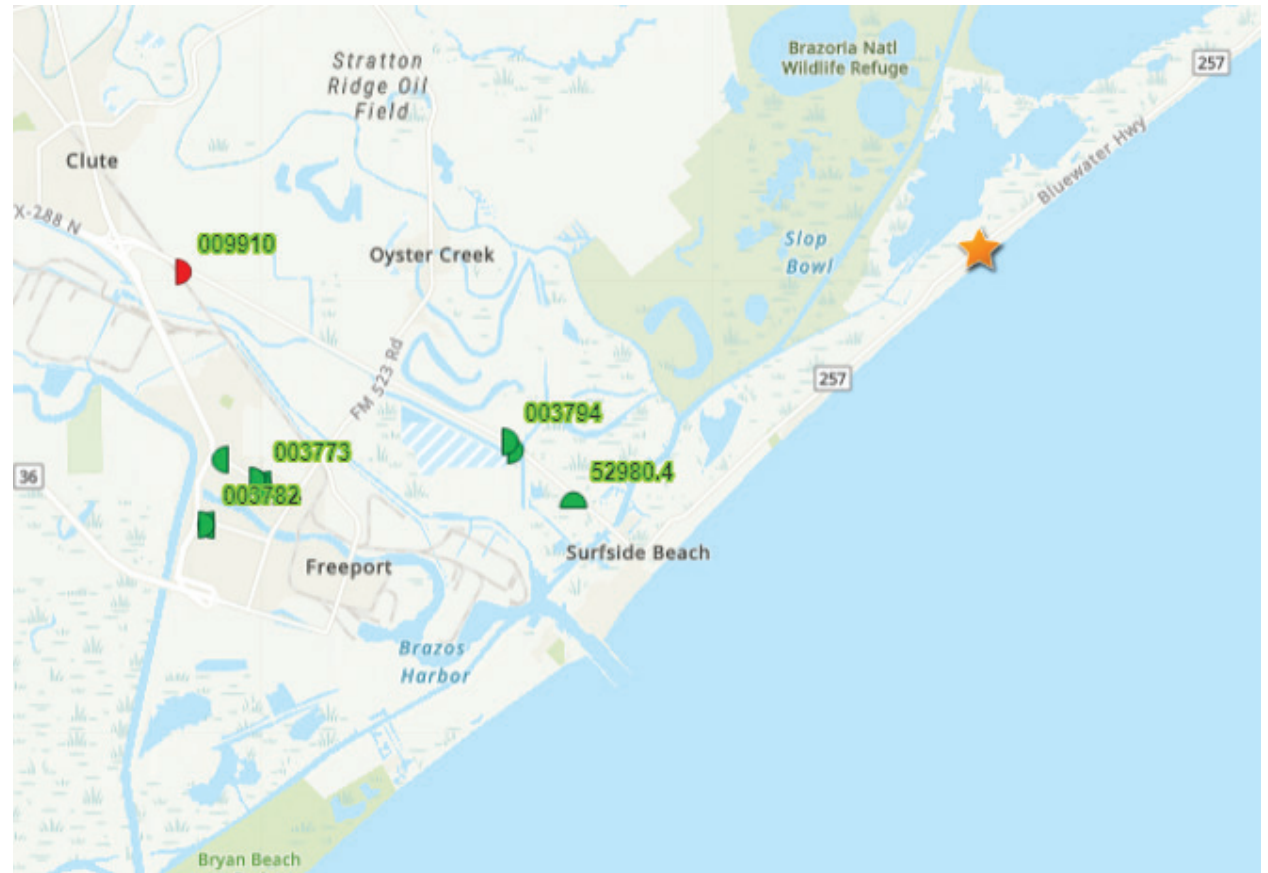 Stratton
Ridge Oil
Field
Brazoria Natl
Wildlife Refuge
257
Clute
Bluewater Hwy
X-288 N
009910
Oyster Creek
Slop
Bowl
FM 523 Rd
257
003794
003773
52980.4
36
003782
Surfside Beach
Freeport
Brazos
Harbor
Bryan Beach